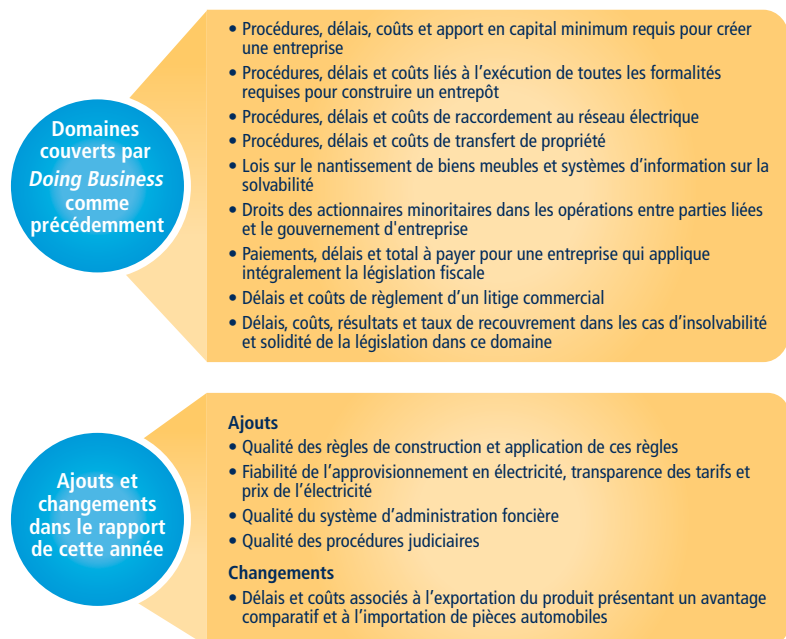 Domaines
couverts par
Doing Business
comme
précédemment
• Procédures, délais, coûts et apport en capital minimum requis pour créer
une entreprise
• Procédures, délais et coûts liés à l’exécution de toutes les formalités
requises pour construire un entrepôt
• Procédures, délais et coûts de raccordement au réseau électrique
• Procédures, délais et coûts de transfert de propriété
• Lois sur le nantissement de biens meubles et systèmes d’information sur la
solvabilité
• Droits des actionnaires minoritaires dans les opérations entre parties liées
et le gouvernement d'entreprise
• Paiements, délais et total à payer pour une entreprise qui applique
intégralement la législation fiscale
• Délais et coûts de règlement d’un litige commercial
• Délais, coûts, résultats et taux de recouvrement dans les cas d’insolvabilité
et solidité de la législation dans ce domaine
Ajouts et
changements
dans le rapport
de cette année
Ajouts
• Qualité des règles de construction et application de ces règles
• Fiabilité de l’approvisionnement en électricité, transparence des tarifs et
prix de l’électricité
• Qualité du système d’administration foncière
• Qualité des procédures judiciaires
Changements
• Délais et coûts associés à l’exportation du produit présentant un avantage
comparatif et à l’importation de pièces automobiles